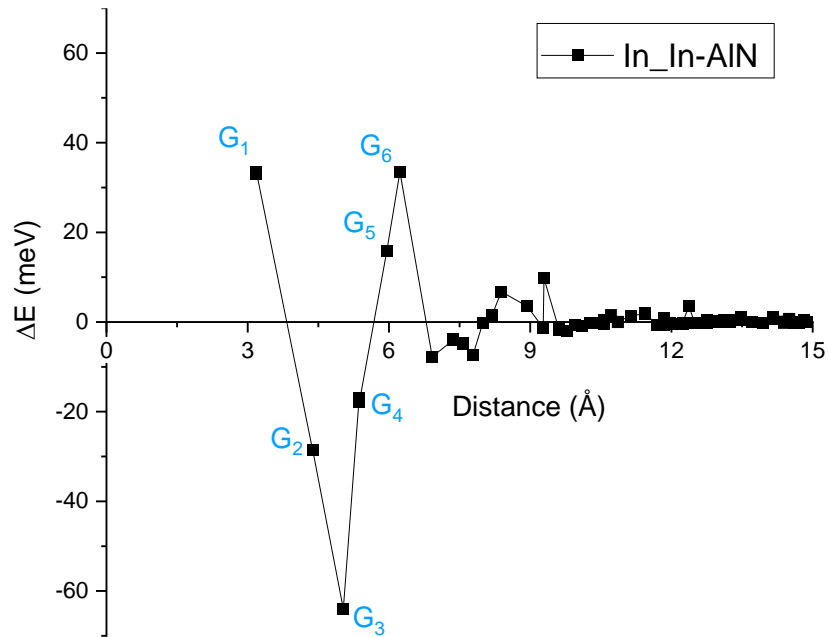 In_In-AlN
60
40
20
0
-20
-40
-60
ΔE (meV)
G₁
G₆
G₅
G₂
G₄
G₃
0 3 6 9 12 15
Distance (Å)